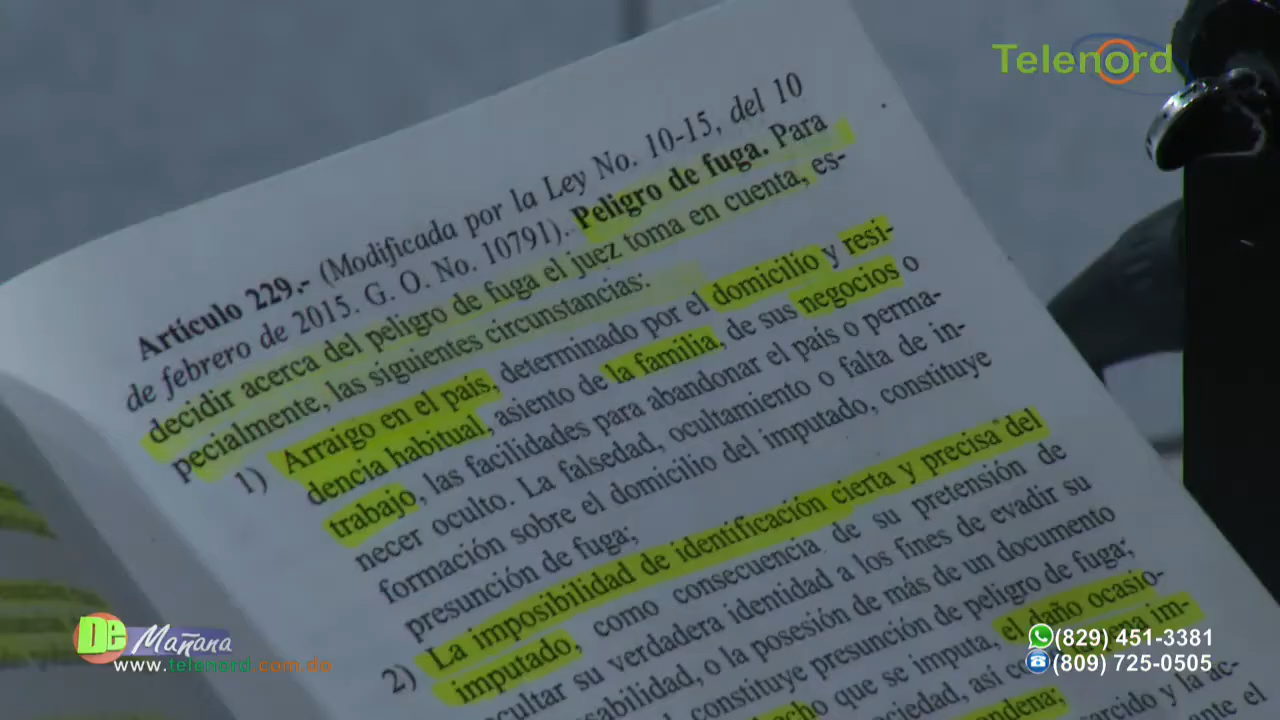 Telenord
Artículo 229.- (Modificada por la Ley No. 10-15, del 10
de febrero de 2015. G. O. No. 10791). Peligro de fuga. Para
decidir acerca del peligro de fuga el juez toma en cuenta, es-
pecialmente, las siguientes circunstancias:
1) Arraigo en el país, determinado por el domicilio y resi-
dencia habitual, asiento de la familia, de sus negocios o
trabajo, las facilidades para abandonar el país o perma-
necer oculto. La falsedad, ocultamiento o falta de in-
formación sobre el domicilio del imputado, constituye
presunción de fuga;
2) La imposibilidad de identificación cierta y precisa del
imputado, como consecuencia de su pretensión de
ocultar su verdadera identidad a los fines de evadir su
o la posesión de más de un documento
constituye presunción de peligro de fuga;
que se imputa, el daño ocasio-
así
De Mañana
www.telenord.com.do
(829) 451-3381
(809) 725-0505